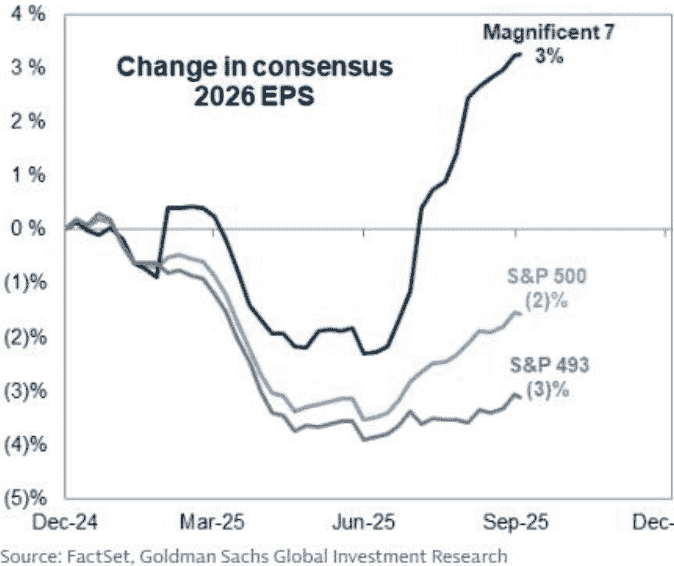 4 %
3 %
2 %
1 %
0 %
(1)%
(2)%
(3)%
(4)%
(5)%
Change in consensus
2026 EPS
Magnificent 7
3%
S&P 500
(2)%
S&P 493
(3)%
Dec-24 Mar-25 Jun-25 Sep-25 Dec-
Source: FactSet, Goldman Sachs Global Investment Research